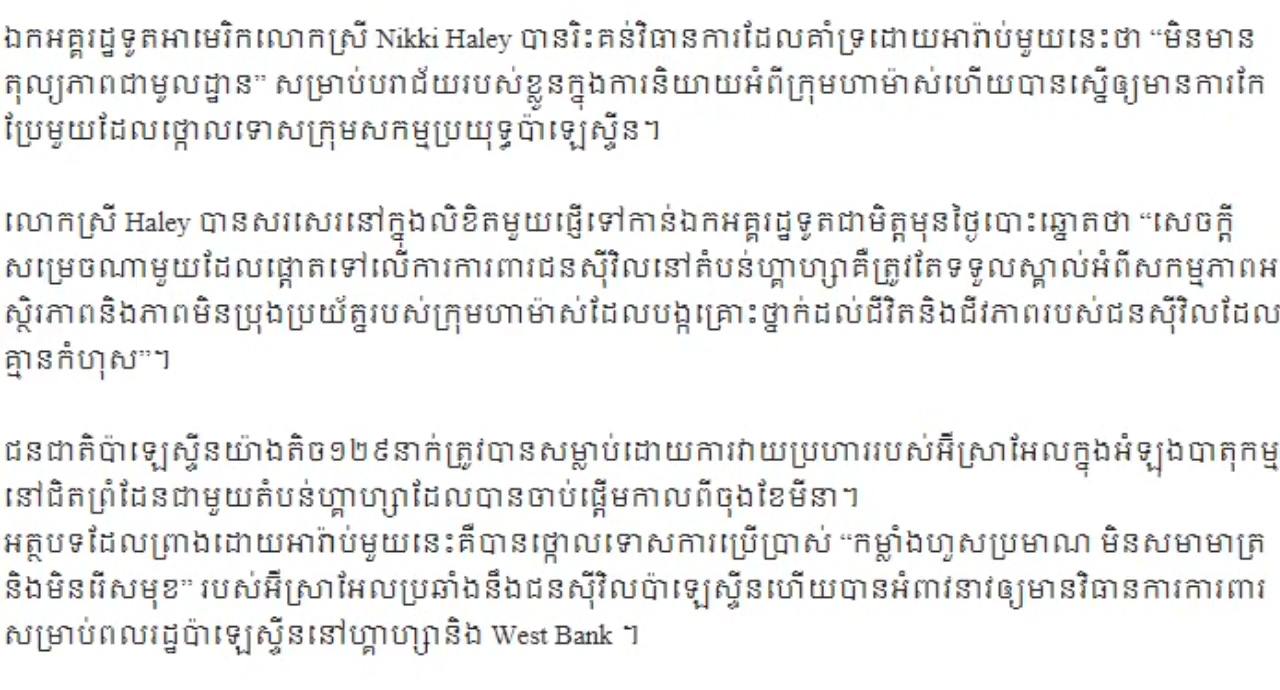 ឯកអគ្គរដ្ឋទូតអាមេរិកលោកស្រី Nikki Haley បានរិះគន់វិធានការដែលគាំទ្រដោយអារ៉ាប់មួយនេះថា “មិនមាន
តុល្យភាពជាមូលដ្ឋាន” សម្រាប់បរាជ័យរបស់ខ្លួនក្នុងការនិយាយអំពីក្រុមហាម៉ាស់ហើយបានស្នើឲ្យមានការកែ
ប្រែមួយដែលថ្កោលទោសក្រុមសកម្មប្រយុទ្ធប៉ាឡេស្ទីន។
លោកស្រី Haley បានសរសេរនៅក្នុងលិខិតមួយផ្ញើទៅកាន់ឯកអគ្គរដ្ឋទូតជាមិត្តមុនថ្ងៃបោះឆ្នោតថា “សេចក្តី
សម្រេចណាមួយដែលផ្តោតទៅលើការការពារជនស៊ីវិលនៅតំបន់ហ្គាហ្សាគឺត្រូវតែទទួលស្គាល់អំពីសកម្មភាពអ
ស្ថិរភាពនិងភាពមិនប្រុងប្រយ័ត្នរបស់ក្រុមហាម៉ាស់ដែលបង្កគ្រោះថ្នាក់ដល់ជីវិតនិងជីវភាពរបស់ជនស៊ីវិលដែល
គ្មានកំហុស”។
ជនជាតិប៉ាឡេស្ទីនយ៉ាងតិច១២៩នាក់ត្រូវបានសម្លាប់ដោយការវាយប្រហាររបស់អ៊ីស្រាអែលក្នុងអំឡុងបាតុកម្ម
នៅជិតព្រំដែនជាមួយតំបន់ហ្គាហ្សាដែលបានចាប់ផ្តើមកាលពីចុងខែមីនា។
អត្ថបទដែលព្រាងដោយអារ៉ាប់មួយនេះគឺបានថ្កោលទោសការប្រើប្រាស់ “កម្លាំងហួសប្រមាណ មិនសមាមាត្រ
និងមិនរើសមុខ” របស់អ៊ីស្រាអែលប្រឆាំងនឹងជនស៊ីវិលប៉ាឡេស្ទីនហើយបានអំពាវនាវឲ្យមានវិធានការការពារ
សម្រាប់ពលរដ្ឋប៉ាឡេស្ទីននៅហ្គាហ្សានិង West Bank ។